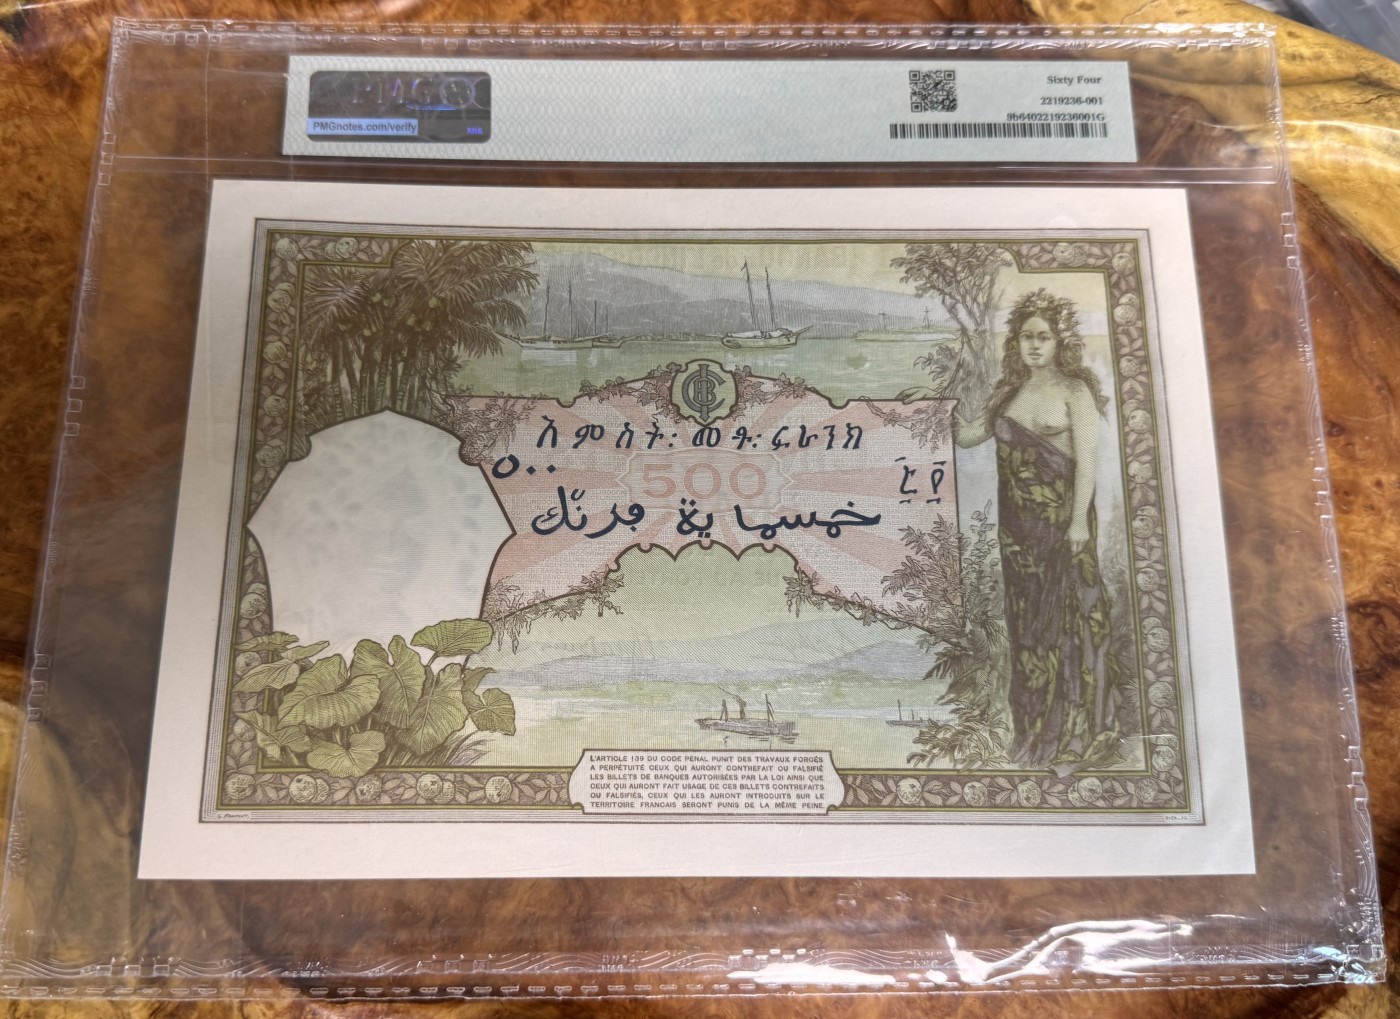 PMG
PMGnotes.com/verify
Sixty Four
2219236-001
9b6402219236001G
አምስት፡ መቶ፡ ፍራንክ
٥٠٠
500
፭፻
خمسماية فرنك
L'ARTICLE 139 DU CODE PÉNAL PUNIT DES TRAVAUX FORCÉS
A PERPÉTUITÉ CEUX QUI AURONT CONTREFAIT OU FALSIFIÉ
LES BILLETS DE BANQUES AUTORISÉES PAR LA LOI AINSI QUE
CEUX QUI AURONT FAIT USAGE DE CES BILLETS CONTREFAITS
OU FALSIFIÉS, CEUX QUI LES AURONT INTRODUITS SUR LE
TERRITOIRE FRANCAIS SERONT PUNIS DE LA MÊME PEINE.